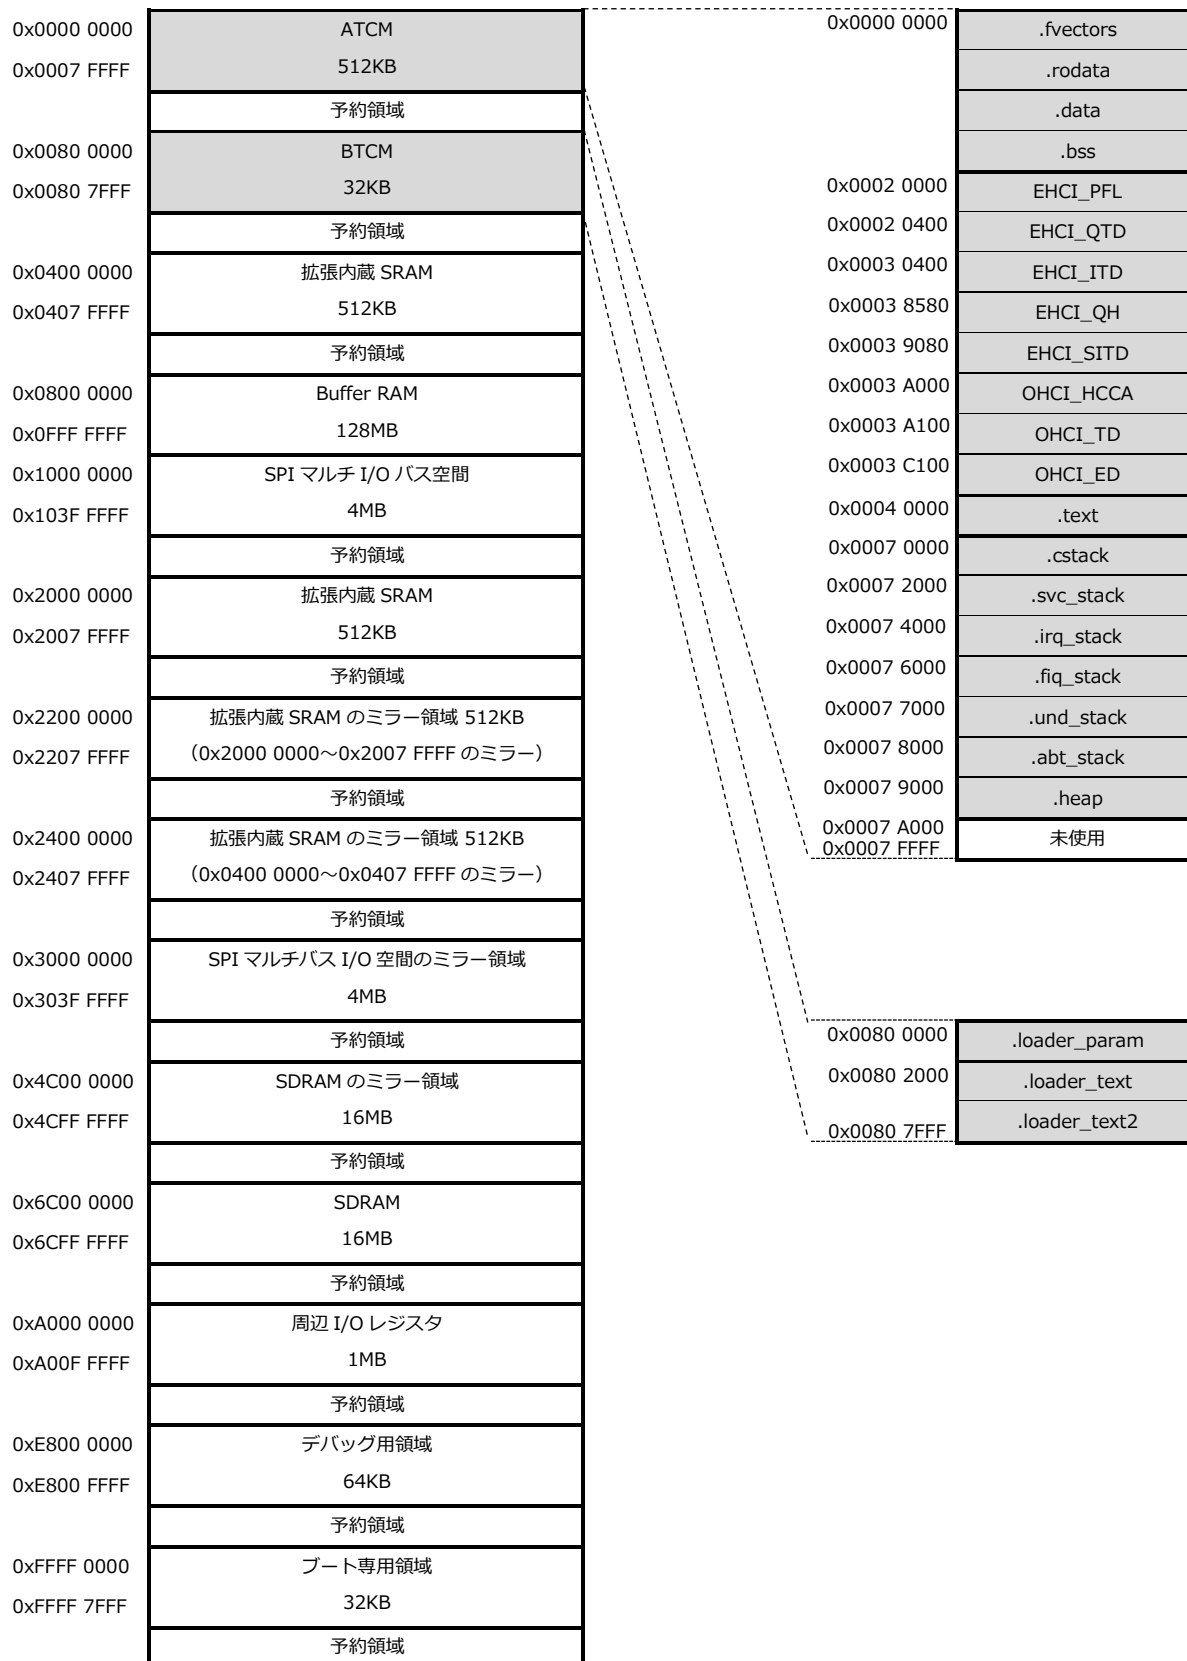 0x0000 0000
ATCM
0x0007 FFFF
512KB
予約領域
0x0080 0000
BTCM
0x0080 7FFF
32KB
予約領域
0x0400 0000
拡張内蔵 SRAM
0x0407 FFFF
512KB
予約領域
0x0800 0000
Buffer RAM
0x0FFF FFFF
128MB
0x1000 0000
SPI マルチ I/O バス空間
0x103F FFFF
4MB
予約領域
0x2000 0000
拡張内蔵 SRAM
0x2007 FFFF
512KB
予約領域
0x2200 0000
拡張内蔵 SRAM のミラー領域 512KB
0x2207 FFFF
（0x2000 0000～0x2007 FFFF のミラー）
予約領域
0x2400 0000
拡張内蔵 SRAM のミラー領域 512KB
0x2407 FFFF
（0x0400 0000～0x0407 FFFF のミラー）
予約領域
0x3000 0000
SPI マルチバス I/O 空間のミラー領域
0x303F FFFF
4MB
予約領域
0x4C00 0000
SDRAM のミラー領域
0x4CFF FFFF
16MB
予約領域
0x6C00 0000
SDRAM
0x6CFF FFFF
16MB
予約領域
0xA000 0000
周辺 I/O レジスタ
0xA00F FFFF
1MB
予約領域
0xE800 0000
デバッグ用領域
0xE800 FFFF
64KB
予約領域
0xFFFF 0000
ブート専用領域
0xFFFF 7FFF
32KB
予約領域
0x0000 0000
.fvectors
.rodata
.data
.bss
0x0002 0000
EHCI_PFL
0x0002 0400
EHCI_QTD
0x0003 0400
EHCI_ITD
0x0003 8580
EHCI_QH
0x0003 9080
EHCI_SITD
0x0003 A000
OHCI_HCCA
0x0003 A100
OHCI_TD
0x0003 C100
OHCI_ED
0x0004 0000
.text
0x0007 0000
.cstack
0x0007 2000
.svc_stack
0x0007 4000
.irq_stack
0x0007 6000
.fiq_stack
0x0007 7000
.und_stack
0x0007 8000
.abt_stack
0x0007 9000
.heap
0x0007 A000
未使用
0x0007 FFFF
0x0080 0000
.loader_param
0x0080 2000
.loader_text
.loader_text2
0x0080 7FFF